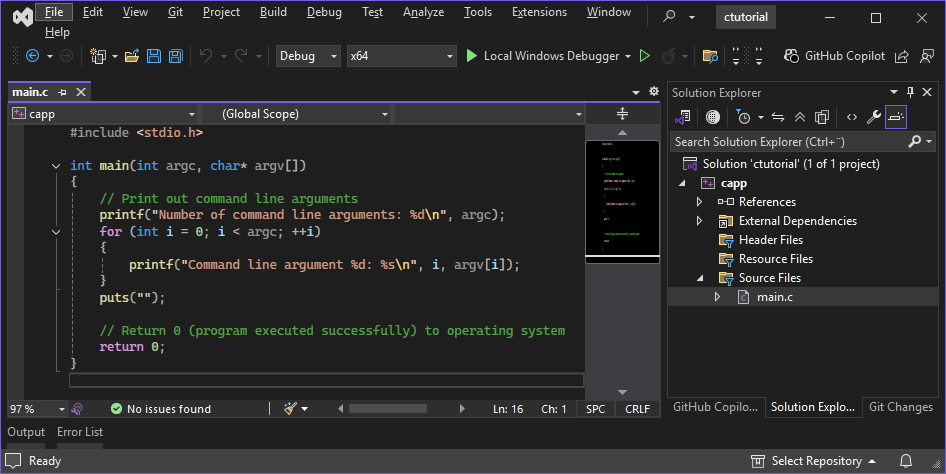 File Edit View Git Project Build Debug Test Analyze Tools Extensions Window ctutorial
Help
Debug x64 Local Windows Debugger GitHub Copilot
main.c
capp (Global Scope)
#include <stdio.h>
int main(int argc, char* argv[])
{
// Print out command line arguments
printf("Number of command line arguments: %d\n", argc);
for (int i = 0; i < argc; ++i)
{
printf("Command line argument %d: %s\n", i, argv[i]);
}
puts("");
// Return 0 (program executed successfully) to operating system
return 0;
}
97 % No issues found Ln: 16 Ch: 1 SPC CRLF
Solution Explorer
Search Solution Explorer (Ctrl+¨)
Solution 'ctutorial' (1 of 1 project)
capp
References
External Dependencies
Header Files
Resource Files
Source Files
main.c
GitHub Copilo... Solution Explo... Git Changes
Output Error List
Ready Select Repository